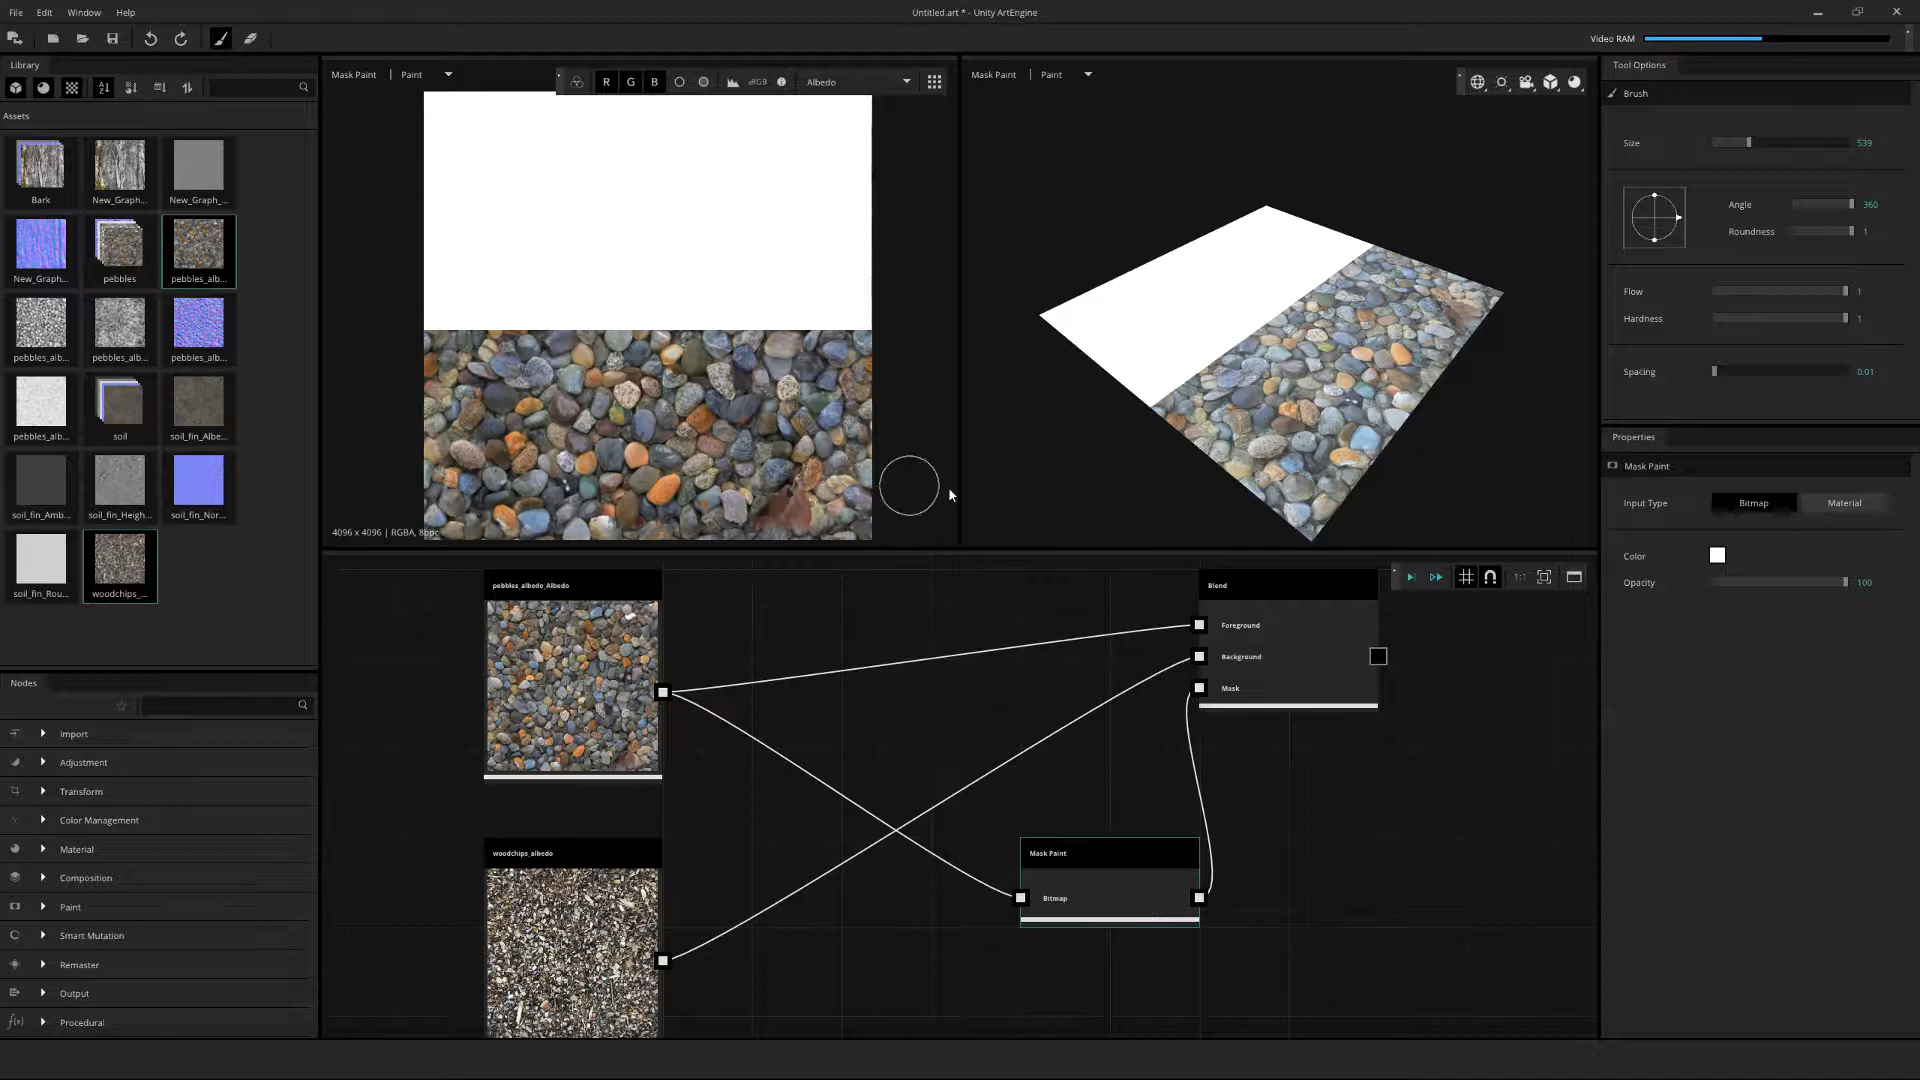 File Edit Window Help
Untitled.art * - Unity ArtEngine
Video RAM
Library
Assets
Bark
New_Graph...
New_Graph_...
New_Graph...
pebbles
pebbles_alb...
pebbles_alb...
pebbles_alb...
pebbles_alb...
pebbles_alb...
soil
soil_fin_Albe...
soil_fin_Amb...
soil_fin_Heigh...
soil_fin_Nor...
soil_fin_Rou...
woodchips_...
Nodes
Import
Adjustment
Transform
Color Management
Material
Composition
Paint
Smart Mutation
Remaster
Output
f(x) Procedural
Mask Paint | Paint
R G B sRGB Albedo
4096 x 4096 | RGBA, 8bpc
Mask Paint | Paint
pebbles_albedo_Albedo
woodchips_albedo
Mask Paint
Bitmap
Blend
Foreground
Background
Mask
1:1
Tool Options
Brush
Size 539
Angle 360
Roundness 1
Flow 1
Hardness 1
Spacing 0.01
Properties
Mask Paint
Input Type Bitmap Material
Color
Opacity 100